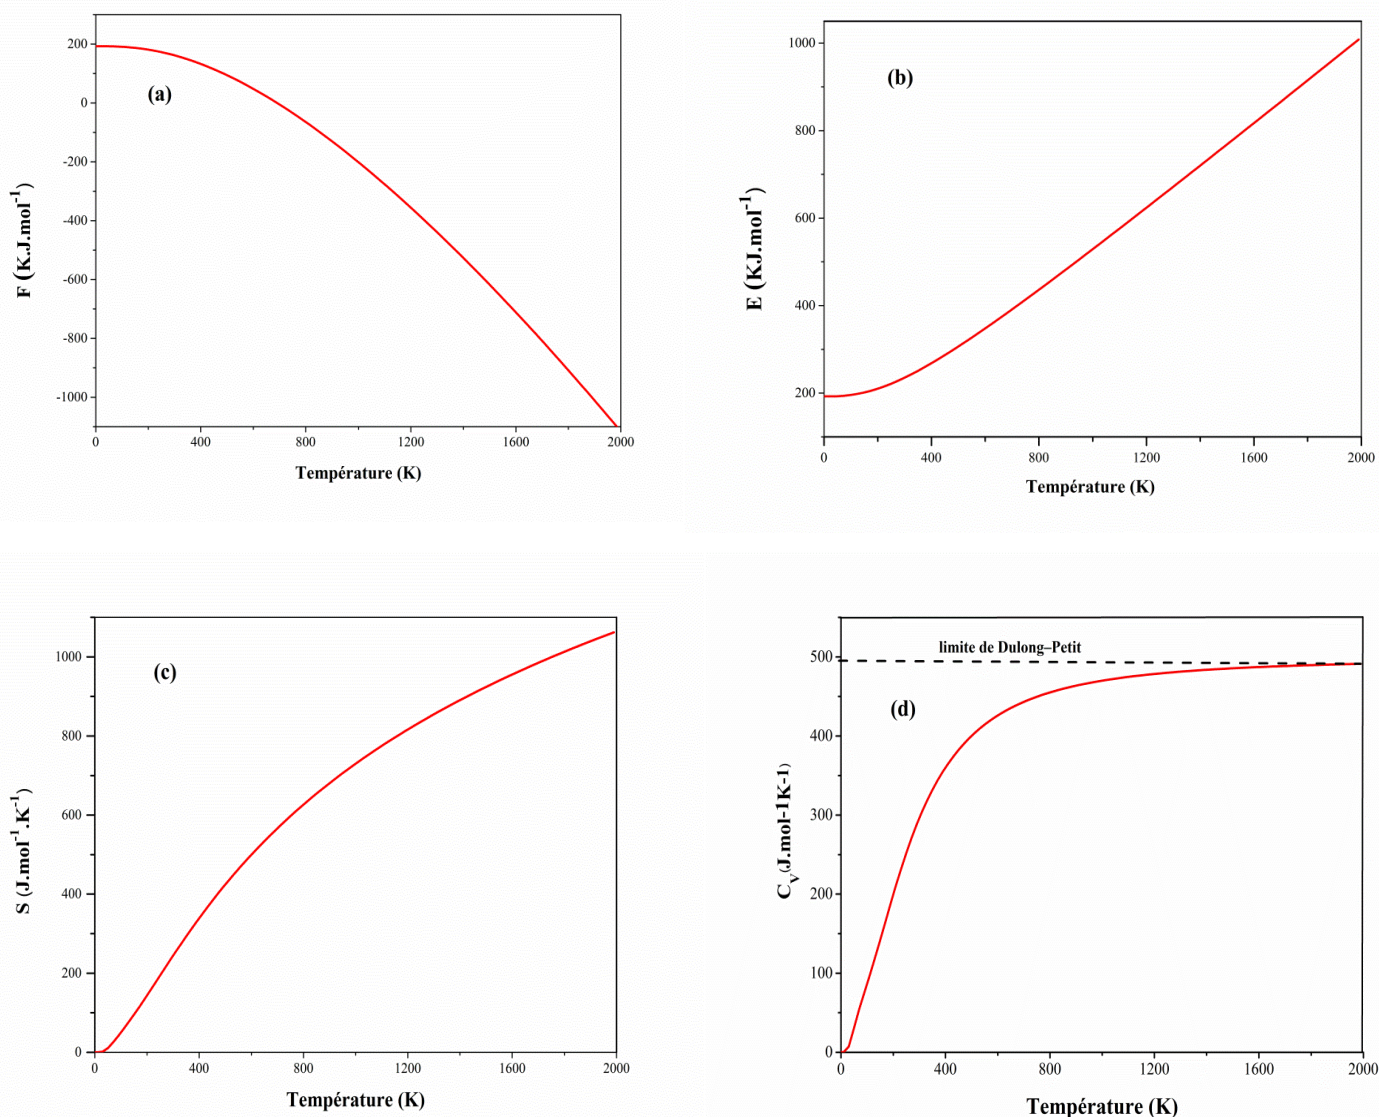 200
0
-200
-400
-600
-800
-1000
(a)
F (K.J.mol-1)
0 400 800 1200 1600 2000
Température (K)
1000
800
600
400
200
(b)
E (KJ.mol-1)
0 400 800 1200 1600 2000
Température (K)
1000
800
600
400
200
0
(c)
S (J.mol-1.K-1)
0 400 800 1200 1600 2000
Température (K)
500
400
300
200
100
0
limite de Dulong–Petit
(d)
CV(J.mol-1K-1)
0 400 800 1200 1600 2000
Température (K)